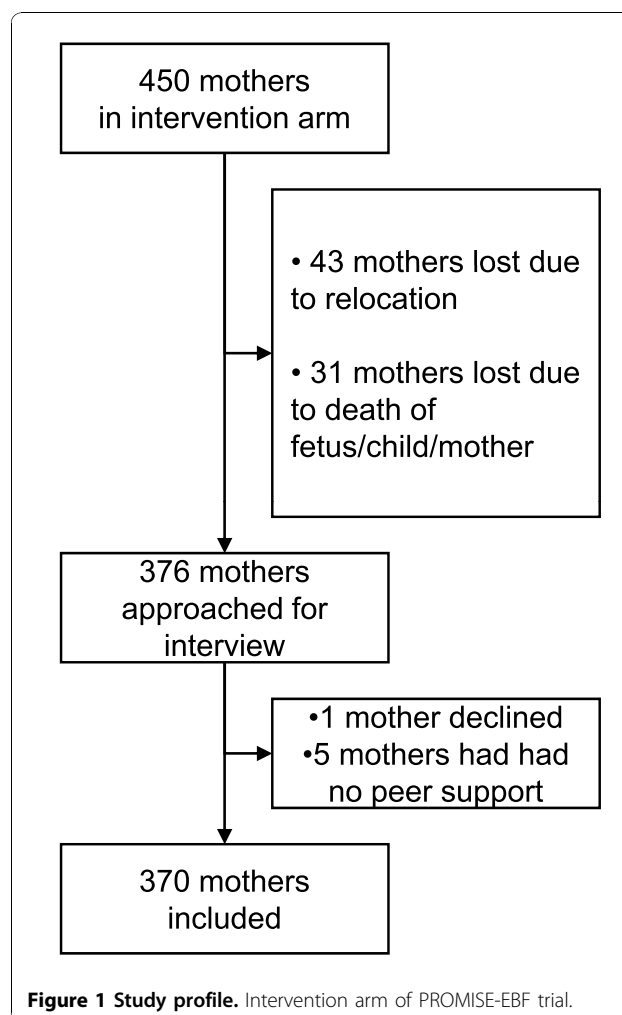 450 mothers
in intervention arm
• 43 mothers lost due
to relocation
• 31 mothers lost due
to death of
fetus/child/mother
376 mothers
approached for
interview
•1 mother declined
•5 mothers had had
no peer support
370 mothers
included
Figure 1 Study profile. Intervention arm of PROMISE-EBF trial.